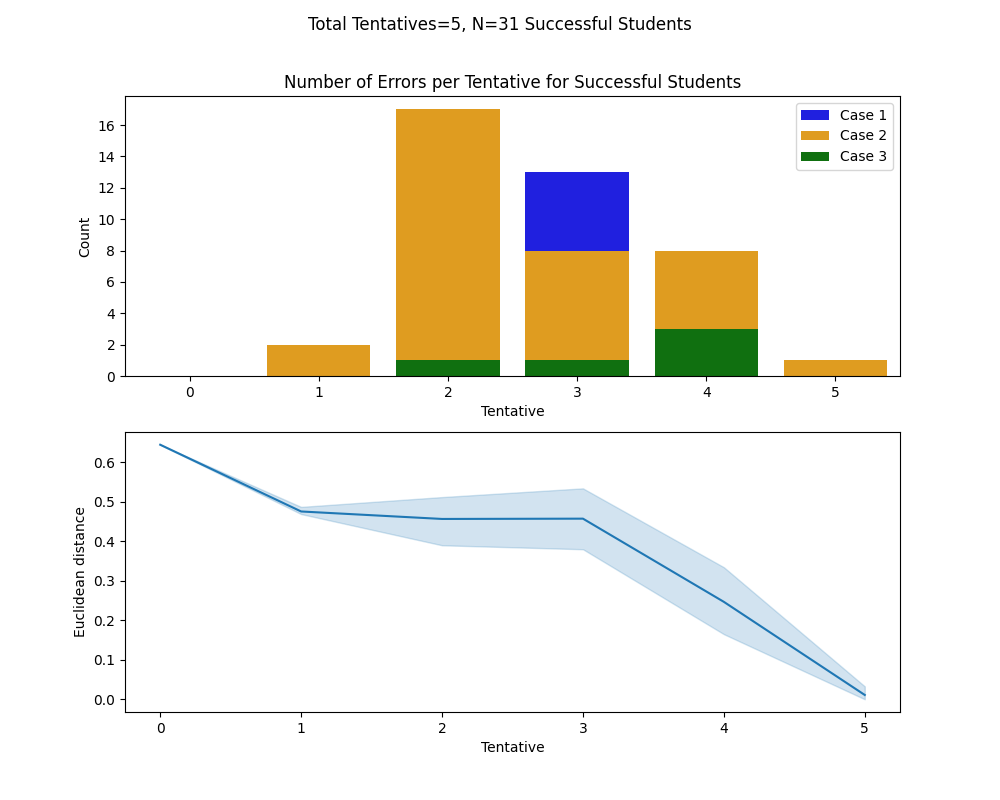 Total Tentatives=5, N=31 Successful Students
Number of Errors per Tentative for Successful Students
Case 1
Case 2
Case 3
Count
16
14
12
10
8
6
4
2
0
0 1 2 3 4 5
Tentative
Euclidean distance
0.6
0.5
0.4
0.3
0.2
0.1
0.0
0 1 2 3 4 5
Tentative